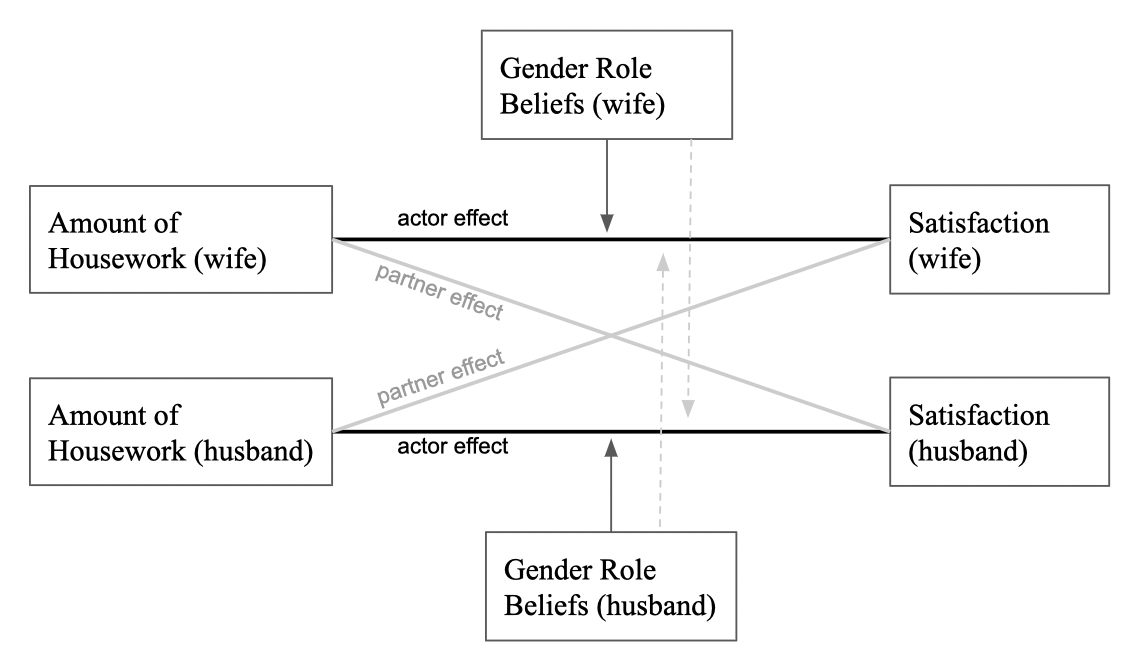 Gender Role
Beliefs (wife)
Amount of
Housework (wife)
actor effect
Satisfaction
(wife)
partner effect
partner effect
Amount of
Housework (husband)
actor effect
Satisfaction
(husband)
Gender Role
Beliefs (husband)